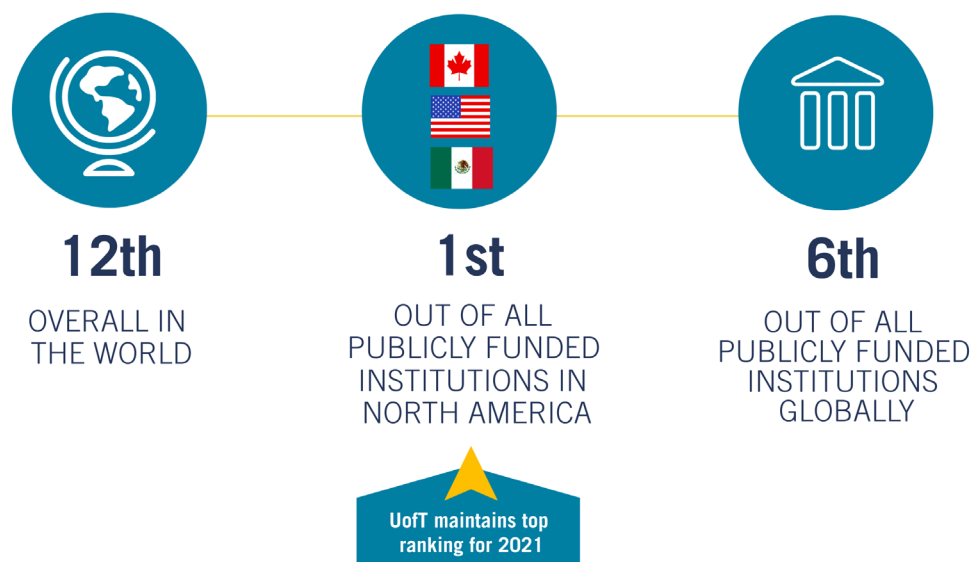 12th
OVERALL IN
THE WORLD
1st
OUT OF ALL
PUBLICLY FUNDED
INSTITUTIONS IN
NORTH AMERICA
6th
OUT OF ALL
PUBLICLY FUNDED
INSTITUTIONS
GLOBALLY
UofT maintains top
ranking for 2021